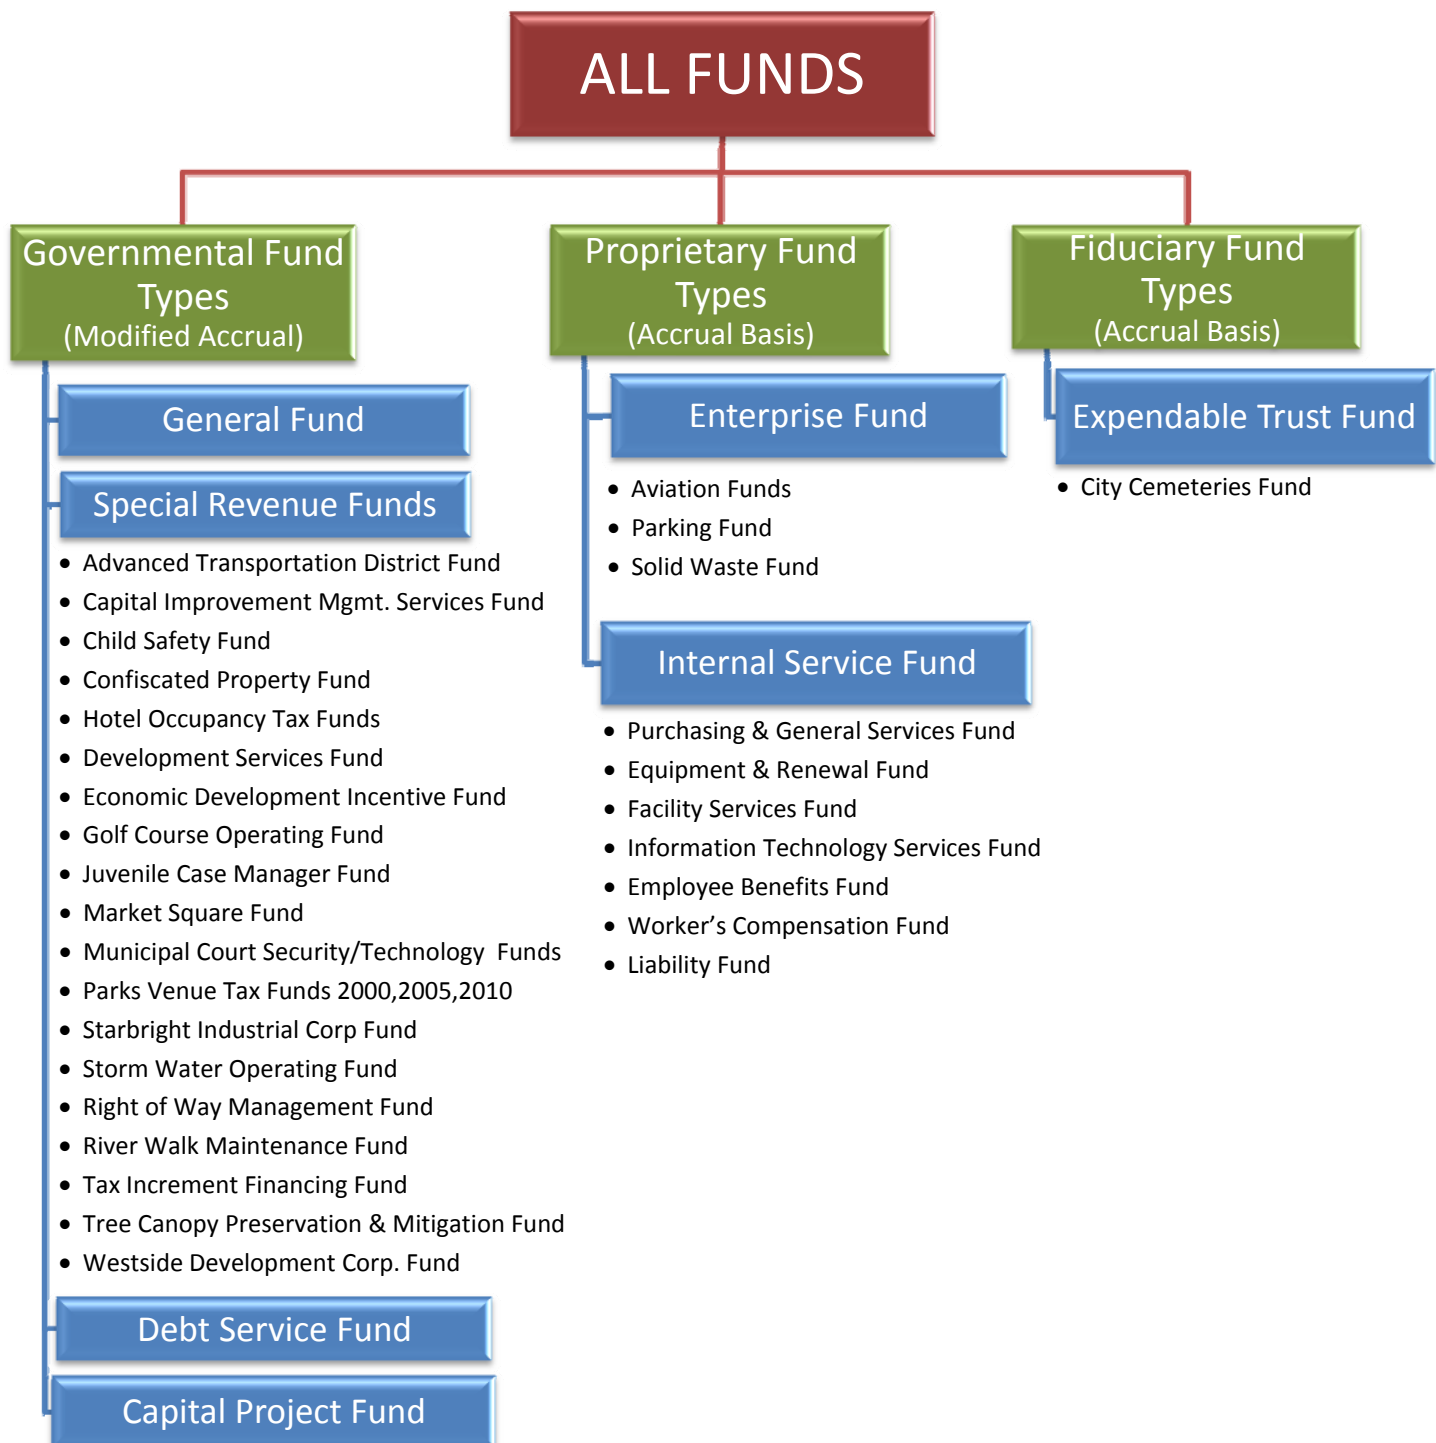 ALL FUNDS
Governmental Fund
Types
(Modified Accrual)
General Fund
Special Revenue Funds
• Advanced Transportation District Fund
• Capital Improvement Mgmt. Services Fund
• Child Safety Fund
• Confiscated Property Fund
• Hotel Occupancy Tax Funds
• Development Services Fund
• Economic Development Incentive Fund
• Golf Course Operating Fund
• Juvenile Case Manager Fund
• Market Square Fund
• Municipal Court Security/Technology  Funds
• Parks Venue Tax Funds 2000,2005,2010
• Starbright Industrial Corp Fund
• Storm Water Operating Fund
• Right of Way Management Fund
• River Walk Maintenance Fund
• Tax Increment Financing Fund
• Tree Canopy Preservation & Mitigation Fund
• Westside Development Corp. Fund
Debt Service Fund
Capital Project Fund
Proprietary Fund
Types
(Accrual Basis)
Enterprise Fund
• Aviation Funds
• Parking Fund
• Solid Waste Fund
Internal Service Fund
• Purchasing & General Services Fund
• Equipment & Renewal Fund
• Facility Services Fund
• Information Technology Services Fund
• Employee Benefits Fund
• Worker’s Compensation Fund
• Liability Fund
Fiduciary Fund
Types
(Accrual Basis)
Expendable Trust Fund
• City Cemeteries Fund